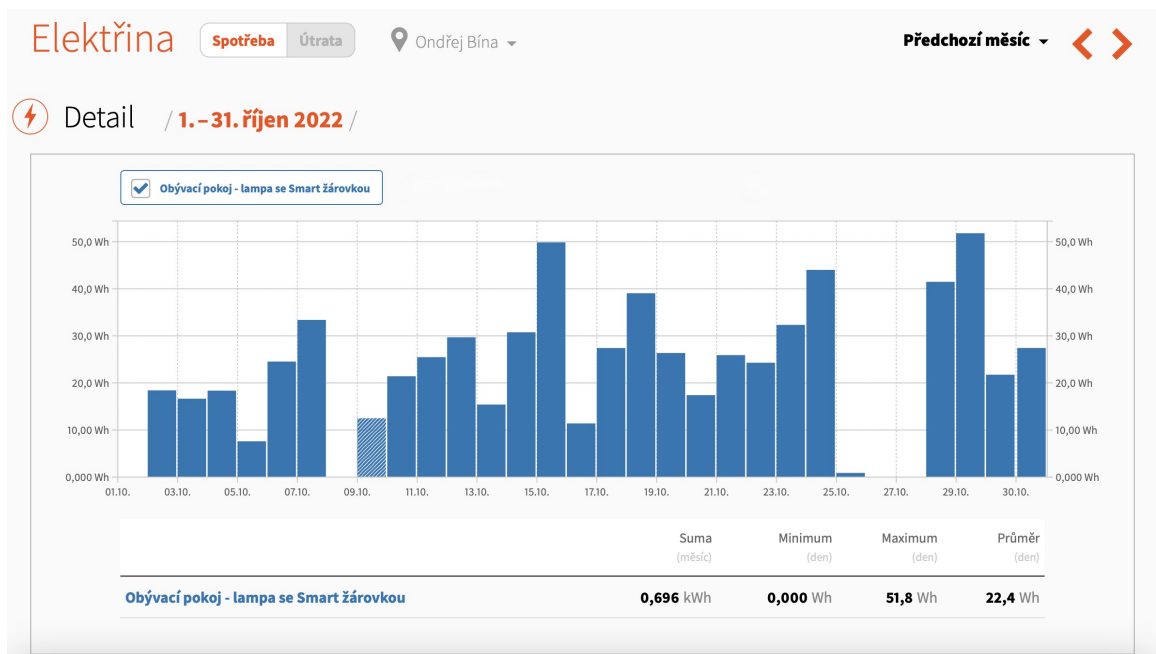 Elektřina Spotřeba Útrata Ondřej Bína Předchozí měsíc
Detail / 1. – 31. říjen 2022 /
Obývací pokoj - lampa se Smart žárovkou
50,0 Wh 50,0 Wh
40,0 Wh 40,0 Wh
30,0 Wh 30,0 Wh
20,0 Wh 20,0 Wh
10,00 Wh 10,00 Wh
0,000 Wh 0,000 Wh
01.10. 03.10. 05.10. 07.10. 09.10. 11.10. 13.10. 15.10. 17.10. 19.10. 21.10. 23.10. 25.10. 27.10. 29.10. 30.10.
Suma Minimum Maximum Průměr
(měsíc) (den) (den) (den)
Obývací pokoj - lampa se Smart žárovkou 0,696 kWh 0,000 Wh 51,8 Wh 22,4 Wh